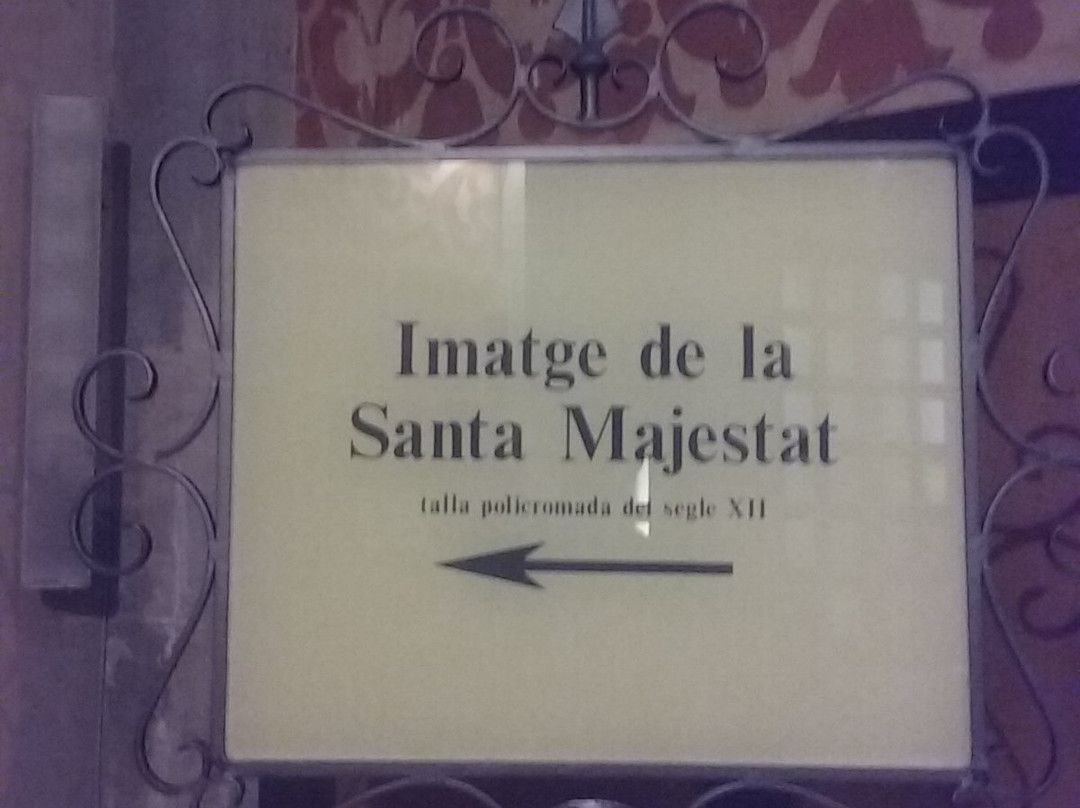 Imatge de la
Santa Majestat
talla policromada del segle XII